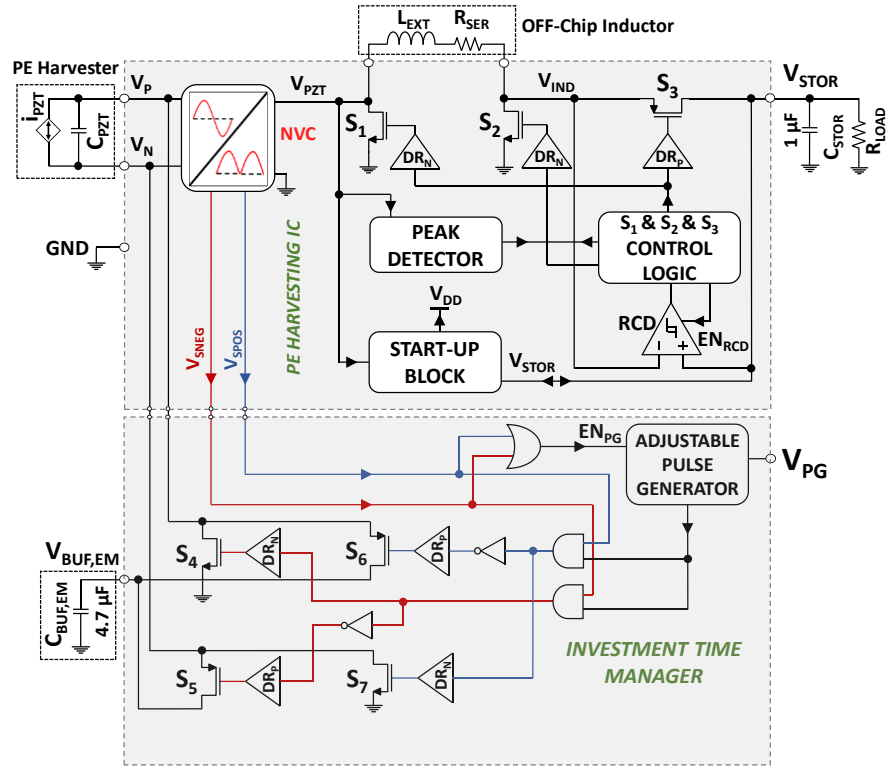 L_EXT
R_SER
OFF-Chip Inductor
PE Harvester
V_P
V_PZT
V_IND
S_3
V_STOR
i_PZT
C_PZT
NVC
S_1
S_2
DR_N
DR_N
DR_P
1 µF
C_STOR
R_LOAD
V_N
GND
PE HARVESTING IC
PEAK
DETECTOR
S_1 & S_2 & S_3
CONTROL
LOGIC
V_DD
RCD
EN_RCD
- +
START-UP
BLOCK
V_STOR
V_SNEG
V_SPOS
EN_PG
ADJUSTABLE
PULSE
GENERATOR
V_PG
V_BUF,EM
S_4
DR_N
S_6
DR_P
C_BUF,EM
4.7 µF
S_5
DR_P
S_7
DR_N
INVESTMENT TIME
MANAGER